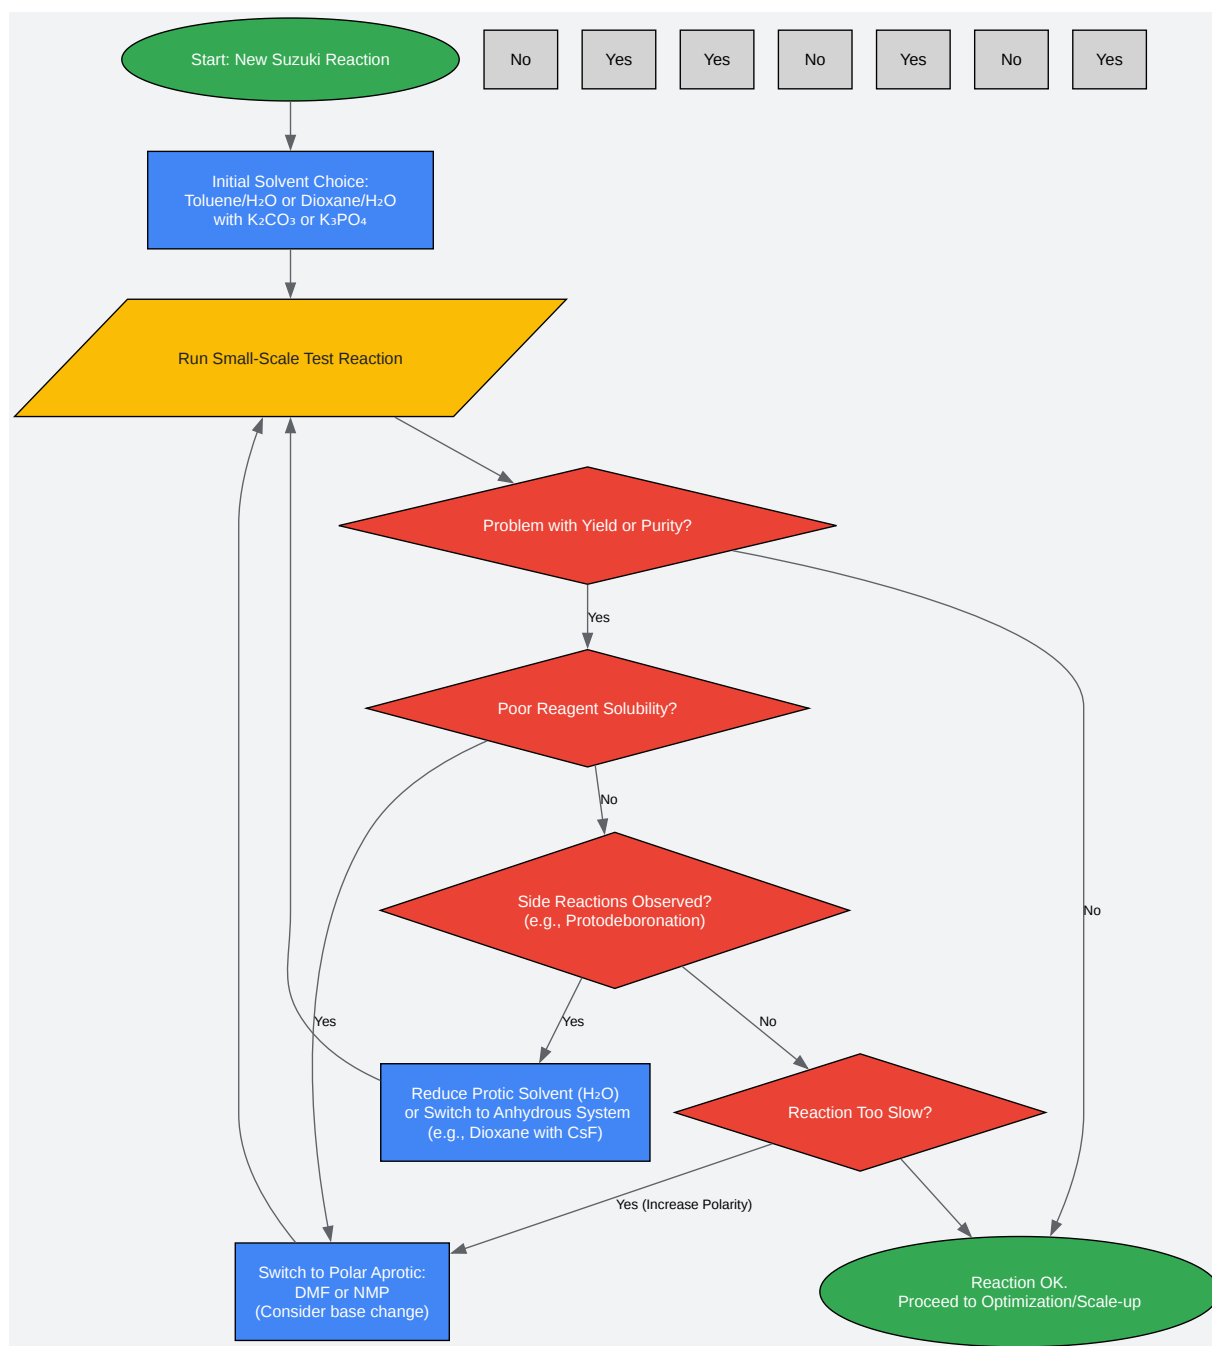 Start: New Suzuki Reaction
No
Yes
Yes
No
Yes
No
Yes
Initial Solvent Choice:
Toluene/H₂O or Dioxane/H₂O
with K₂CO₃ or K₃PO₄
Run Small-Scale Test Reaction
Problem with Yield or Purity?
Yes
Poor Reagent Solubility?
No
Side Reactions Observed?
(e.g., Protodeboronation)
No
Yes
Yes
No
Reduce Protic Solvent (H₂O)
or Switch to Anhydrous System
(e.g., Dioxane with CsF)
Reaction Too Slow?
Yes (Increase Polarity)
Switch to Polar Aprotic:
DMF or NMP
(Consider base change)
Reaction OK.
Proceed to Optimization/Scale-up